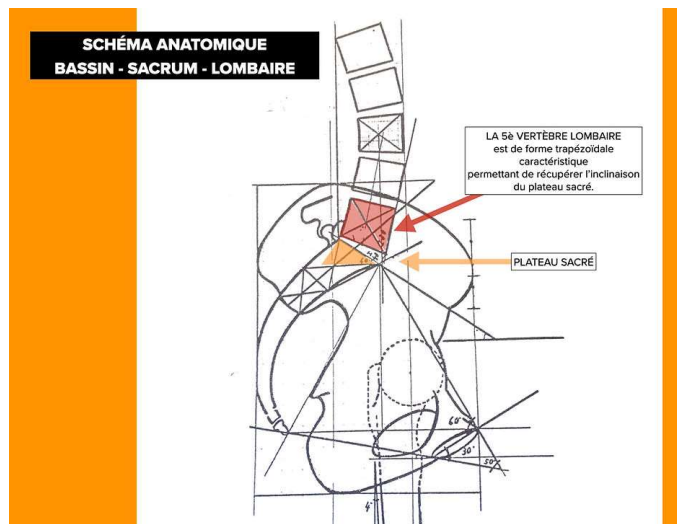 SCHÉMA ANATOMIQUE
BASSIN - SACRUM - LOMBAIRE
LA 5è VERTÈBRE LOMBAIRE
est de forme trapézoïdale
caractéristique
permettant de récupérer l'inclinaison
du plateau sacré.
PLATEAU SACRÉ
60°
30°
50°
4°